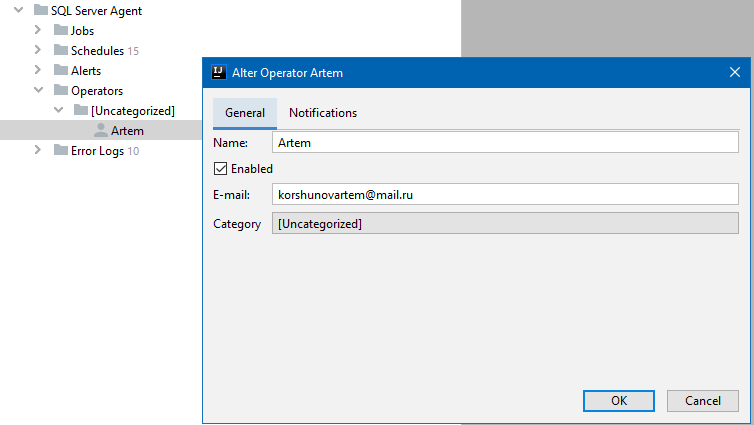 SQL Server Agent
Jobs
Schedules 15
Alerts
Operators
[Uncategorized]
Artem
Error Logs 10
IJ Alter Operator Artem
General Notifications
Name: Artem
Enabled
E-mail: korshunovartem@mail.ru
Category [Uncategorized]
OK Cancel